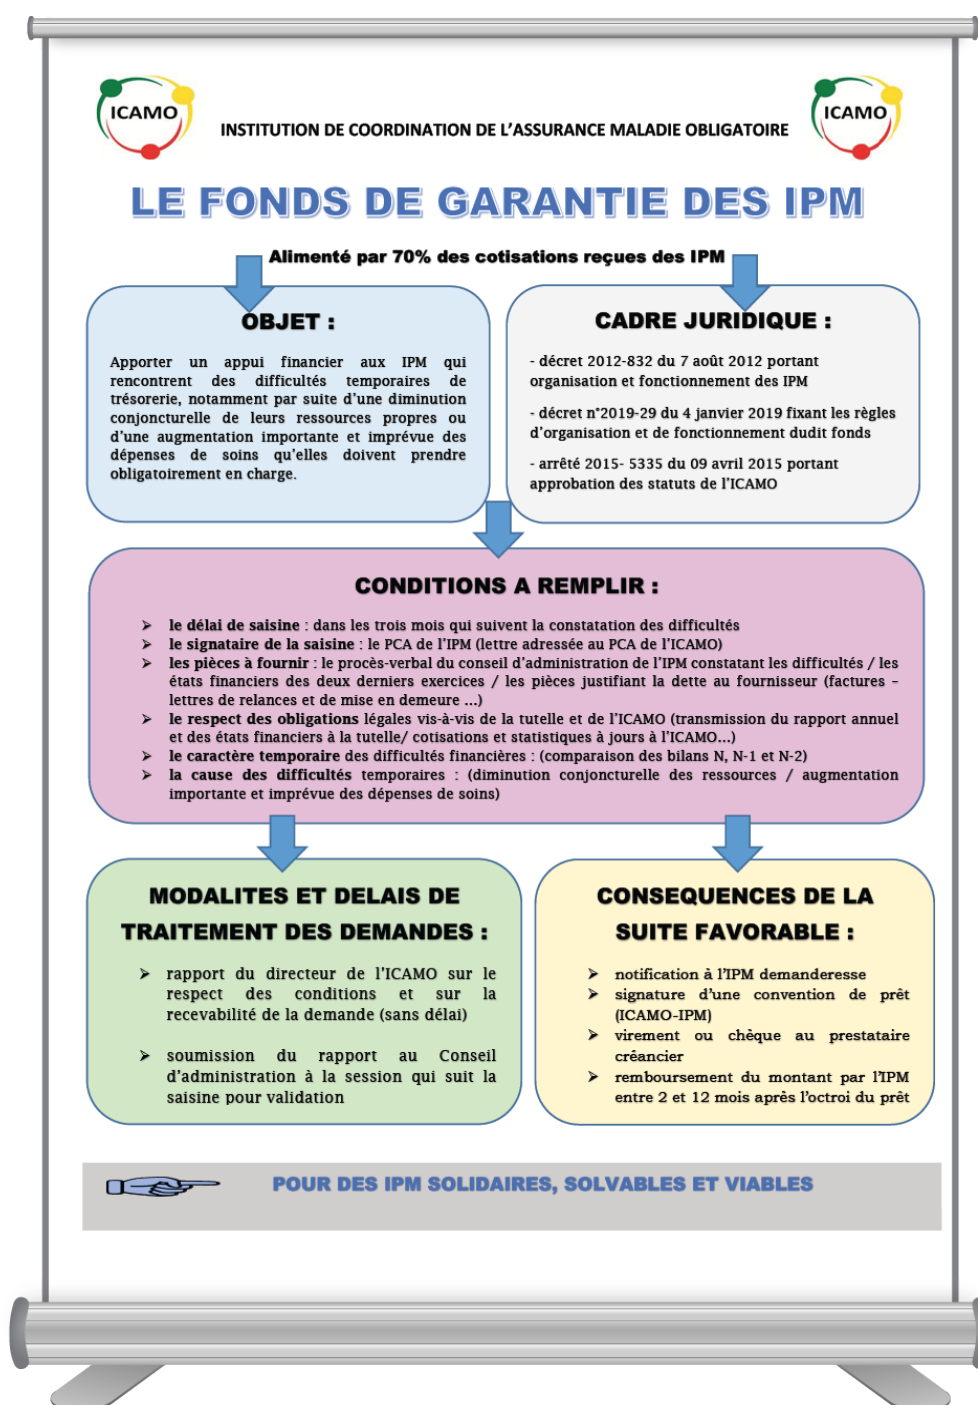 ICAMO
ICAMO
INSTITUTION DE COORDINATION DE L'ASSURANCE MALADIE OBLIGATOIRE
LE FONDS DE GARANTIE DES IPM
Alimenté par 70% des cotisations reçues des IPM
OBJET :
Apporter un appui financier aux IPM qui
rencontrent des difficultés temporaires de
trésorerie, notamment par suite d'une diminution
conjoncturelle de leurs ressources propres ou
d'une augmentation importante et imprévue des
dépenses de soins qu'elles doivent prendre
obligatoirement en charge.
CADRE JURIDIQUE :
- décret 2012-832 du 7 août 2012 portant
organisation et fonctionnement des IPM
- décret n°2019-29 du 4 janvier 2019 fixant les règles
d'organisation et de fonctionnement dudit fonds
- arrêté 2015- 5335 du 09 avril 2015 portant
approbation des statuts de l'ICAMO
CONDITIONS A REMPLIR :
➢ le délai de saisine : dans les trois mois qui suivent la constatation des difficultés
➢ le signataire de la saisine : le PCA de l'IPM (lettre adressée au PCA de l'ICAMO)
➢ les pièces à fournir : le procès-verbal du conseil d'administration de l'IPM constatant les difficultés / les
états financiers des deux derniers exercices / les pièces justifiant la dette au fournisseur (factures –
lettres de relances et de mise en demeure ...)
➢ le respect des obligations légales vis-à-vis de la tutelle et de l'ICAMO (transmission du rapport annuel
et des états financiers à la tutelle/ cotisations et statistiques à jours à l'ICAMO...)
➢ le caractère temporaire des difficultés financières : (comparaison des bilans N, N-1 et N-2)
➢ la cause des difficultés temporaires : (diminution conjoncturelle des ressources / augmentation
importante et imprévue des dépenses de soins)
MODALITES ET DELAIS DE
TRAITEMENT DES DEMANDES :
➢ rapport du directeur de l'ICAMO sur le
respect des conditions et sur la
recevabilité de la demande (sans délai)
➢ soumission du rapport au Conseil
d'administration à la session qui suit la
saisine pour validation
CONSEQUENCES DE LA
SUITE FAVORABLE :
➢ notification à l'IPM demanderesse
➢ signature d'une convention de prêt
(ICAMO-IPM)
➢ virement ou chèque au prestataire
créancier
➢ remboursement du montant par l'IPM
entre 2 et 12 mois après l'octroi du prêt
POUR DES IPM SOLIDAIRES, SOLVABLES ET VIABLES